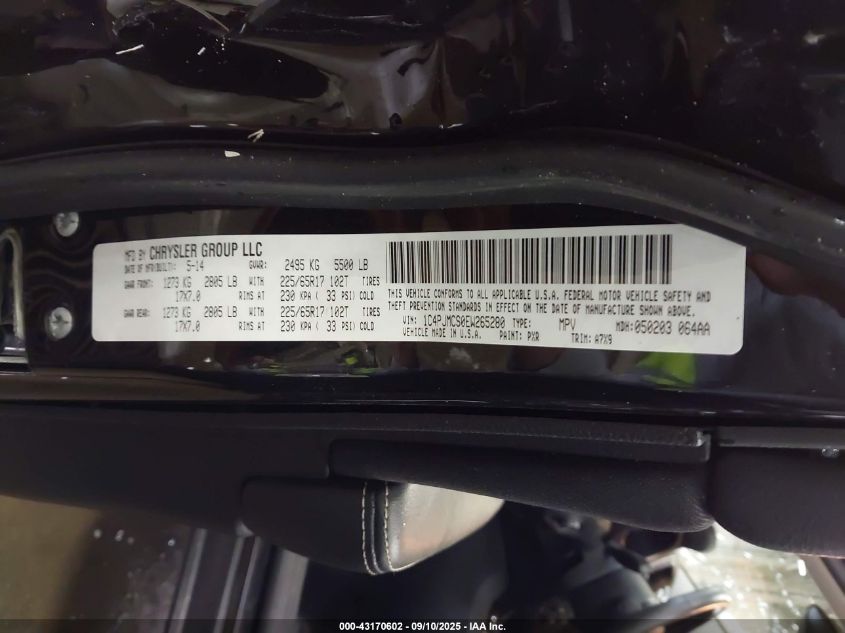 MFD BY CHRYSLER GROUP LLC
DATE OF MFR(BUILT): 5-14 GVWR: 2495 KG 5500 LB
GAWR FRONT: 1273 KG 2805 LB WITH 225/65R17 102T TIRES
17X7.0 RIMS AT 230 KPA ( 33 PSI) COLD
GAWR REAR: 1273 KG 2805 LB WITH 225/65R17 102T TIRES
17X7.0 RIMS AT 230 KPA ( 33 PSI) COLD
THIS VEHICLE CONFORMS TO ALL APPLICABLE U.S.A. FEDERAL MOTOR VEHICLE SAFETY AND
THEFT PREVENTION STANDARDS IN EFFECT ON THE DATE OF MANUFACTURE SHOWN ABOVE.
VIN: 1C4PJMCS0EW265280 TYPE: MPV MDH:050203 064AA
VEHICLE MADE IN U.S.A. PAINT: PXR TRIM: A7X9
000-43170602 - 09/10/2025 - IAA Inc.